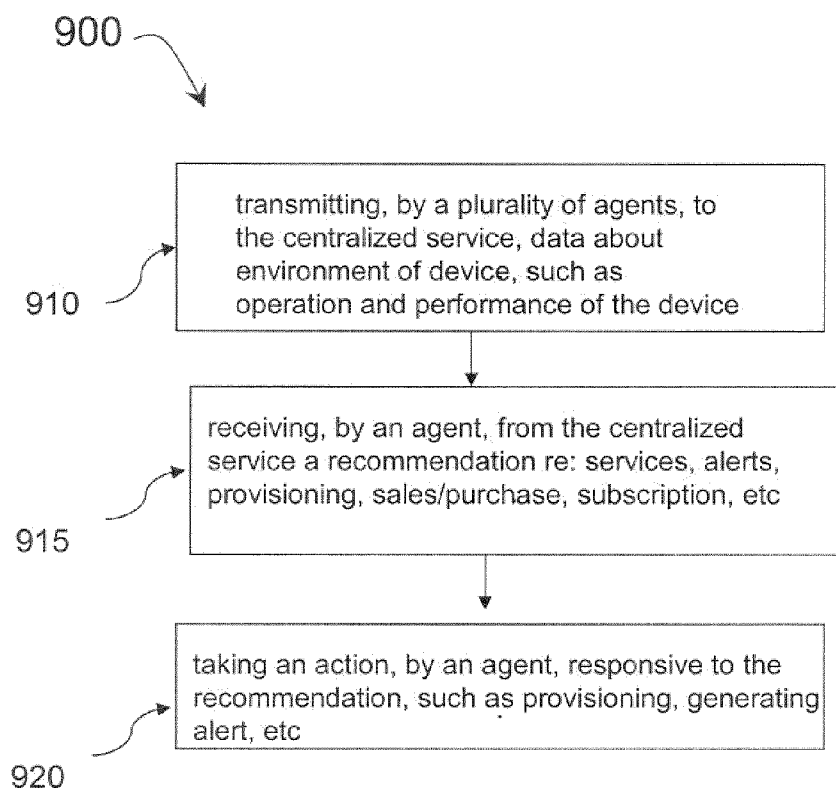 900
transmitting, by a plurality of agents, to
the centralized service, data about
environment of device, such as
operation and performance of the device
910
receiving, by an agent, from the centralized
service a recommendation re: services, alerts,
provisioning, sales/purchase, subscription, etc
915
taking an action, by an agent, responsive to the
recommendation, such as provisioning, generating
alert, etc
920